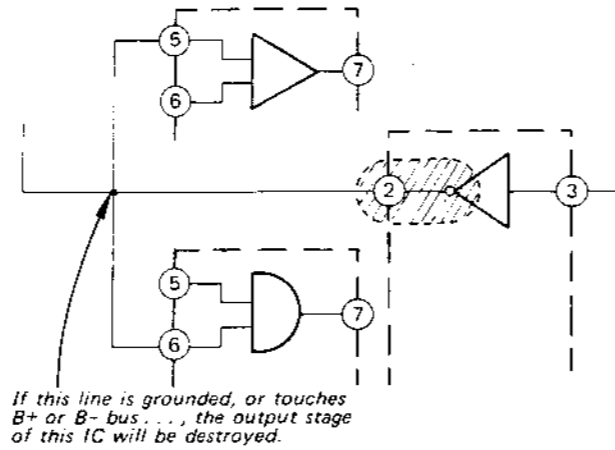 5
7
6
2
3
5
7
6
If this line is grounded, or touches
B+ or B- bus...., the output stage
of this IC will be destroyed.